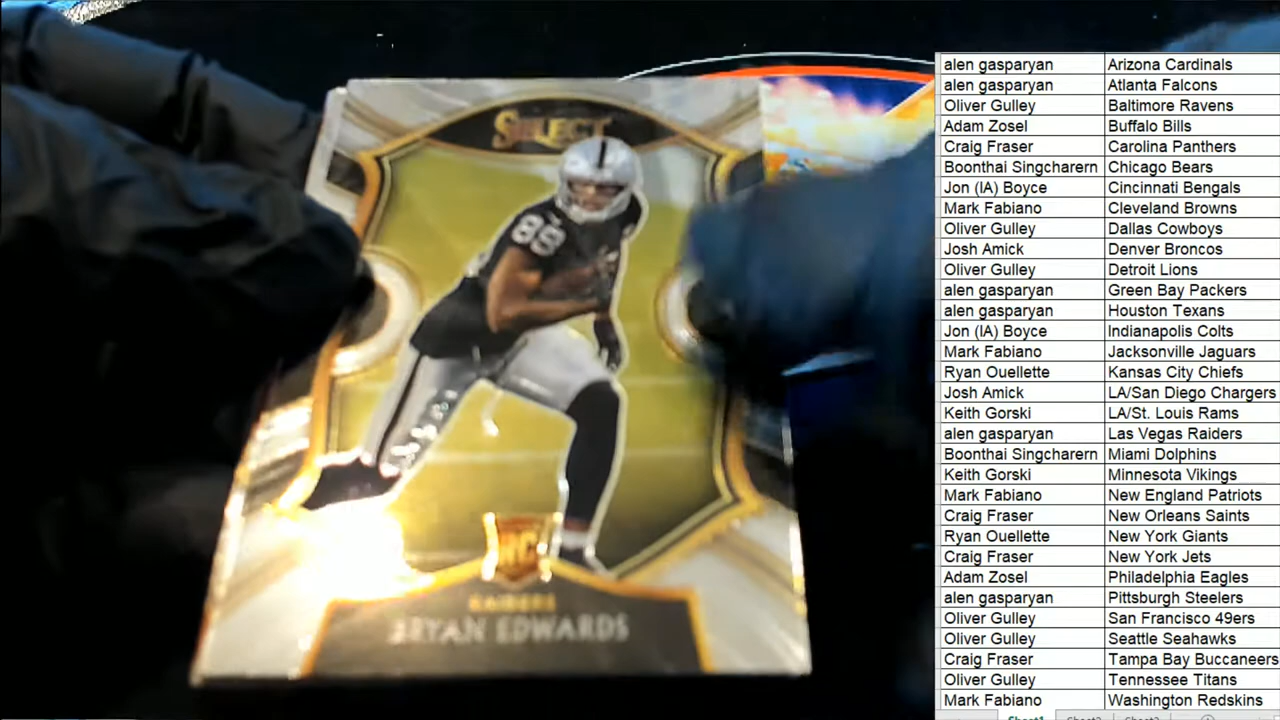 SELECT
89
RC
RAIDERS
BRYAN EDWARDS
alen gasparyan Arizona Cardinals
alen gasparyan Atlanta Falcons
Oliver Gulley Baltimore Ravens
Adam Zosel Buffalo Bills
Craig Fraser Carolina Panthers
Boonthai Singcharern Chicago Bears
Jon (IA) Boyce Cincinnati Bengals
Mark Fabiano Cleveland Browns
Oliver Gulley Dallas Cowboys
Josh Amick Denver Broncos
Oliver Gulley Detroit Lions
alen gasparyan Green Bay Packers
alen gasparyan Houston Texans
Jon (IA) Boyce Indianapolis Colts
Mark Fabiano Jacksonville Jaguars
Ryan Ouellette Kansas City Chiefs
Josh Amick LA/San Diego Chargers
Keith Gorski LA/St. Louis Rams
alen gasparyan Las Vegas Raiders
Boonthai Singcharern Miami Dolphins
Keith Gorski Minnesota Vikings
Mark Fabiano New England Patriots
Craig Fraser New Orleans Saints
Ryan Ouellette New York Giants
Craig Fraser New York Jets
Adam Zosel Philadelphia Eagles
alen gasparyan Pittsburgh Steelers
Oliver Gulley San Francisco 49ers
Oliver Gulley Seattle Seahawks
Craig Fraser Tampa Bay Buccaneers
Oliver Gulley Tennessee Titans
Mark Fabiano Washington Redskins
Sheet1 Sheet2 Sheet3